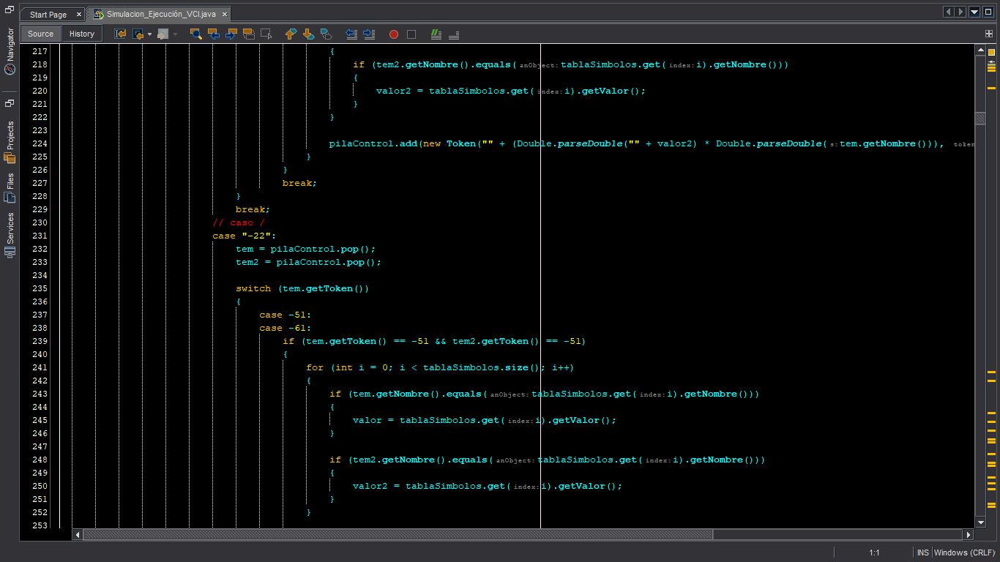 Start Page
Simulacion_Ejecución_VCI.java
Source
History
Navigator
Projects
Files
Services
217 {
218 if (tem2.getNombre().equals( anObject: tablaSimbolos.get( index: i).getNombre()))
219 {
220 valor2 = tablaSimbolos.get( index: i).getValor();
221 }
222 }
223
224 pilaControl.add(new Token("" + (Double.parseDouble("" + valor2) * Double.parseDouble( s: tem.getNombre())), token
225 }
226 }
227 break;
228 }
229 break;
230 // caso /
231 case "-22":
232 tem = pilaControl.pop();
233 tem2 = pilaControl.pop();
234
235 switch (tem.getToken())
236 {
237 case -51:
238 case -61:
239 if (tem.getToken() == -51 && tem2.getToken() == -51)
240 {
241 for (int i = 0; i < tablaSimbolos.size(); i++)
242 {
243 if (tem.getNombre().equals( anObject: tablaSimbolos.get( index: i).getNombre()))
244 {
245 valor = tablaSimbolos.get( index: i).getValor();
246 }
247
248 if (tem2.getNombre().equals( anObject: tablaSimbolos.get( index: i).getNombre()))
249 {
250 valor2 = tablaSimbolos.get( index: i).getValor();
251 }
252 }
253
1:1
INS
Windows (CRLF)